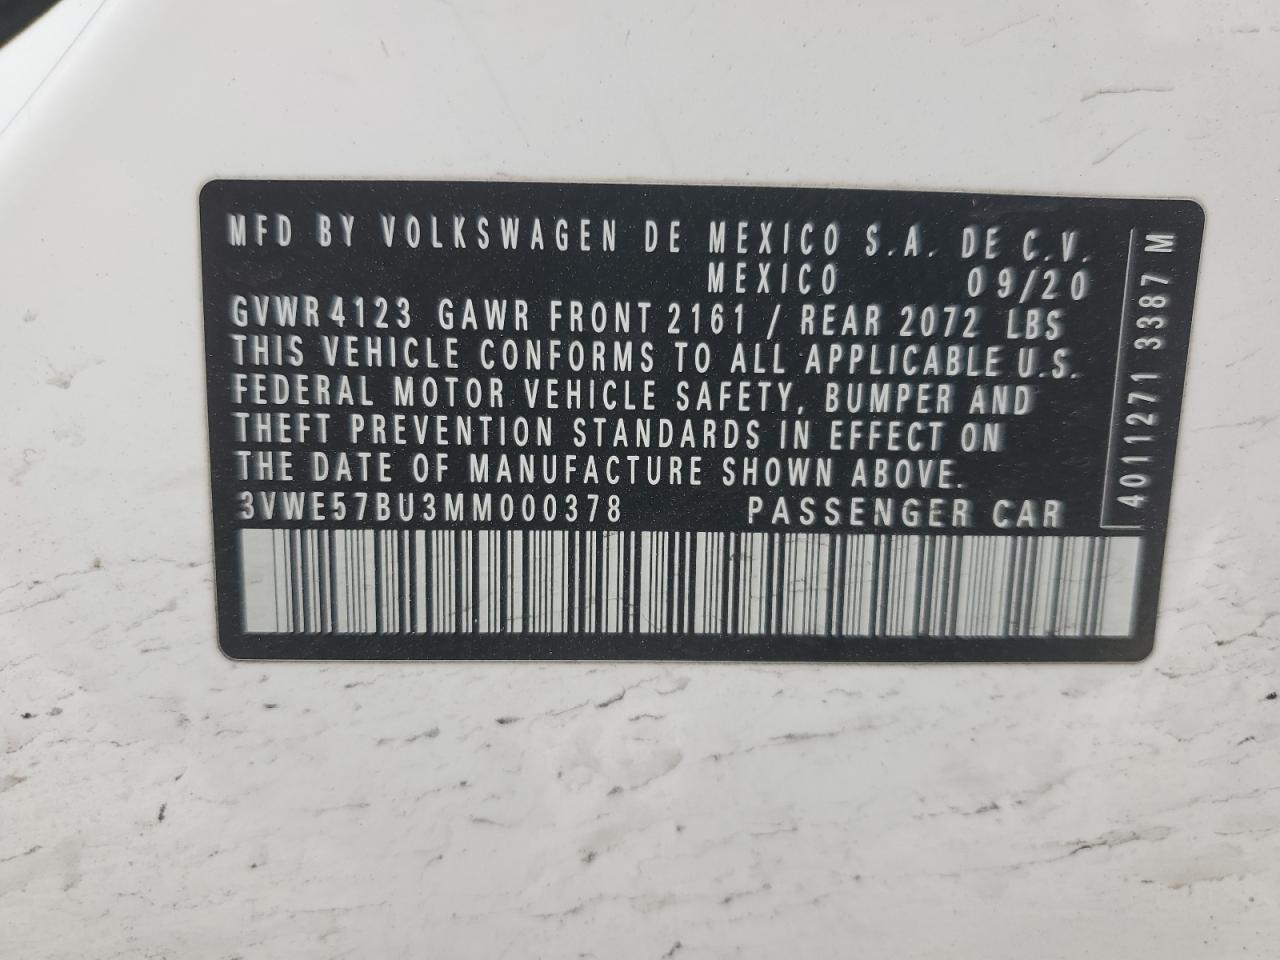 MFD BY VOLKSWAGEN DE MEXICO S.A. DE C.V.
MEXICO 09/20
GVWR 4123 GAWR FRONT 2161 / REAR 2072 LBS
THIS VEHICLE CONFORMS TO ALL APPLICABLE U.S.
FEDERAL MOTOR VEHICLE SAFETY, BUMPER AND
THEFT PREVENTION STANDARDS IN EFFECT ON
THE DATE OF MANUFACTURE SHOWN ABOVE.
3VWE57BU3MM000378 PASSENGER CAR
4011271 3387 M